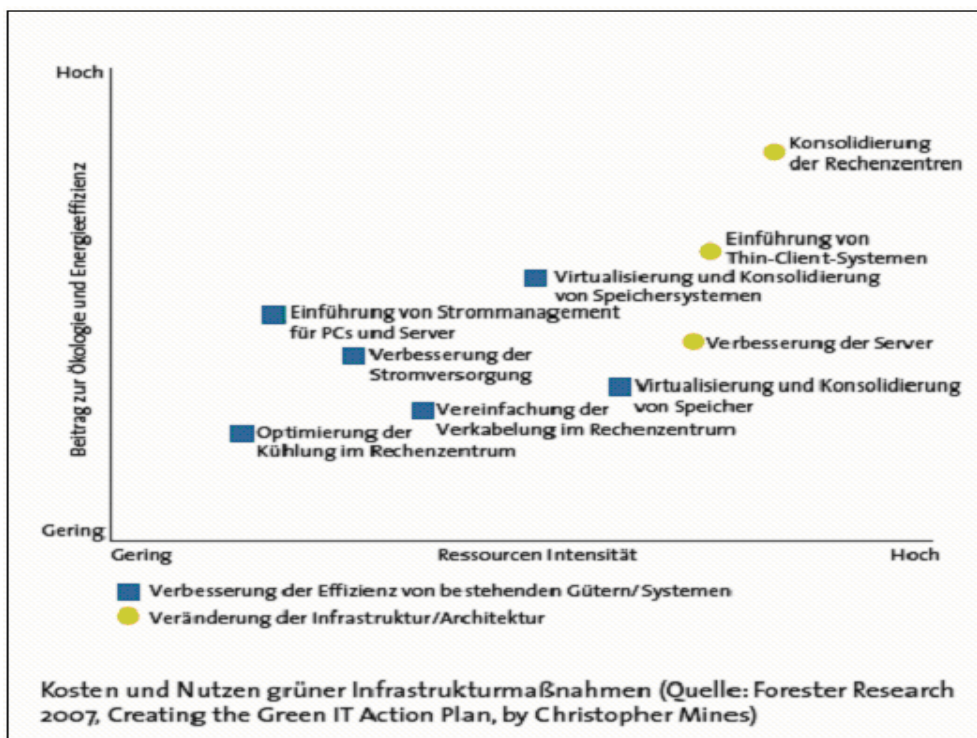 Hoch
Beitrag zur Ökologie und Energieeffizienz
Konsolidierung
der Rechenzentren
Einführung von
Thin-Client-Systemen
Virtualisierung und Konsolidierung
von Speichersystemen
Einführung von Strommanagement
für PCs und Server
Verbesserung der Server
Verbesserung der
Stromversorgung
Virtualisierung und Konsolidierung
von Speicher
Vereinfachung der
Verkabelung im Rechenzentrum
Optimierung der
Kühlung im Rechenzentrum
Gering
Gering
Ressourcen Intensität
Hoch
Verbesserung der Effizienz von bestehenden Gütern/Systemen
Veränderung der Infrastruktur/Architektur
Kosten und Nutzen grüner Infrastrukturmaßnahmen (Quelle: Forester Research
2007, Creating the Green IT Action Plan, by Christopher Mines)